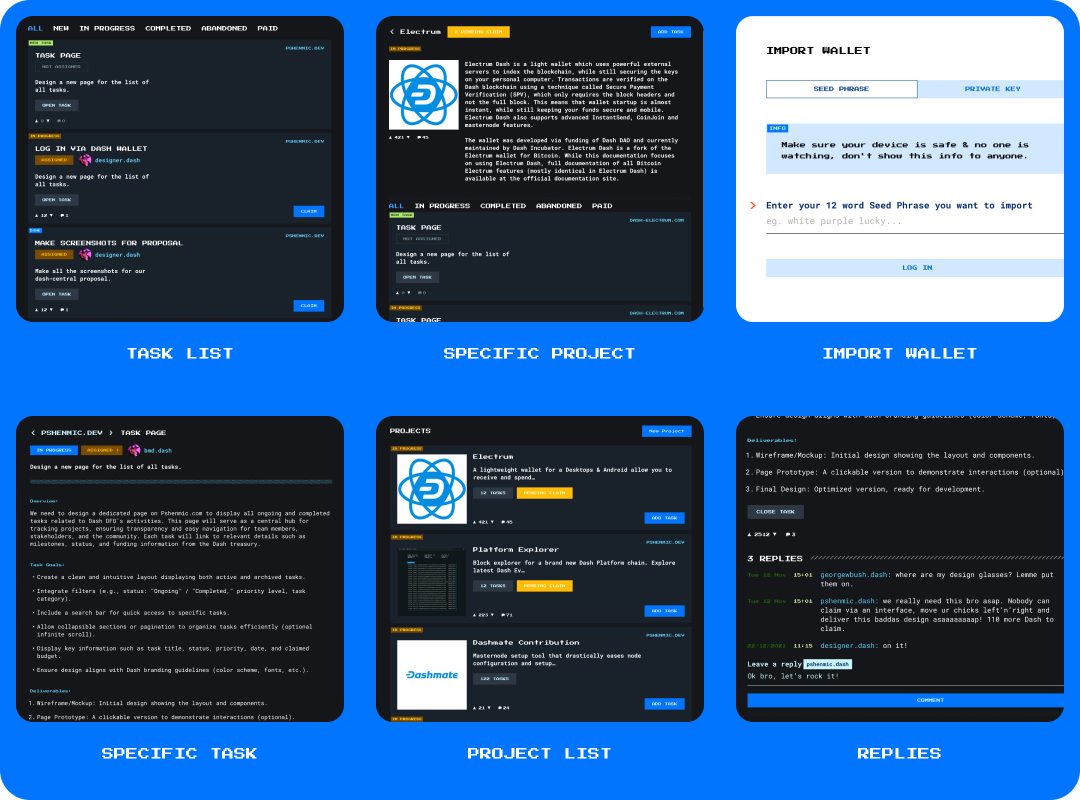 ALL NEW IN PROGRESS COMPLETED ABANDONED PAID
NEW TASK
PSHENMIC.DEV
TASK PAGE
NOT ASSIGNED
Design a new page for the list of
all tasks.
OPEN TASK
▲ 0 ▼ 0
IN PROGRESS
LOG IN VIA DASH WALLET
ASSIGNED designer.dash
Design a new page for the list of
all tasks.
OPEN TASK
▲ 12 ▼ 1
CLAIM
PSHENMIC.DEV
MAKE SCREENSHOTS FOR PROPOSAL
ASSIGNED designer.dash
Make all the screenshots for our
dash-central proposal.
OPEN TASK
▲ 12 ▼ 1
CLAIM
TASK LIST
< Electrum 2 PENDING CLAIM ADD TASK
IN PROGRESS
Electrum Dash is a light wallet which uses powerful external
servers to index the blockchain, while still securing the keys
on your personal computer. Transactions are verified on the
Dash blockchain using a technique called Secure Payment
Verification (SPV), which only requires the block headers and
not the full block. This means that wallet startup is almost
instant, while still keeping your funds secure and mobile.
Electrum Dash also supports advanced InstantSend, CoinJoin and
masternode features.
▲ 421 ▼ 45
The wallet was developed via funding of Dash DAO and currently
maintained by Dash Incubator. Electrum Dash is a fork of the
Electrum wallet for Bitcoin. While this documentation focuses
on using Electrum Dash, full documentation of all Bitcoin
Electrum features (mostly identical in Electrum Dash) is
available at the official documentation site.
ALL IN PROGRESS COMPLETED ABANDONED PAID
NEW TASK
DASH-ELECTRUM.COM
TASK PAGE
NOT ASSIGNED
Design a new page for the list of
all tasks.
OPEN TASK
▲ 0 ▼ 0
IN PROGRESS
DASH-ELECTRUM.COM
TASK PAGE
SPECIFIC PROJECT
IMPORT WALLET
SEED PHRASE PRIVATE KEY
INFO
Make sure your device is safe & no one is
watching, don't show this info to anyone.
> Enter your 12 word Seed Phrase you want to import
eg. white purple lucky...
LOG IN
IMPORT WALLET
< PSHENMIC.DEV > TASK PAGE
IN PROGRESS ASSIGNED > bmd.dash
Design a new page for the list of all tasks.
Overview:
We need to design a dedicated page on Pshenmic.com to display all ongoing and completed
tasks related to Dash DFO's activities. This page will serve as a central hub for
tracking projects, ensuring transparency and easy navigation for team members,
stakeholders, and the community. Each task will link to relevant details such as
milestones, status, and funding information from the Dash treasury.
Task Goals:
• Create a clean and intuitive layout displaying both active and archived tasks.
• Integrate filters (e.g., status: "Ongoing" / "Completed," priority level, task
category).
• Include a search bar for quick access to specific tasks.
• Allow collapsible sections or pagination to organize tasks efficiently (optional
infinite scroll).
• Display key information such as task title, status, priority, date, and claimed
budget.
• Ensure design aligns with Dash branding guidelines (color scheme, fonts, etc.).
Deliverables:
1. Wireframe/Mockup: Initial design showing the layout and components.
2. Page Prototype: A clickable version to demonstrate interactions (optional).
SPECIFIC TASK
PROJECTS New Project
IN PROGRESS
Electrum
A lightweight wallet for a Desktops & Android allow you to
receive and spend…
12 TASKS PENDING CLAIM
▲ 421 ▼ 45
ADD TASK
IN PROGRESS
PSHENMIC.DEV
Platform Explorer
Block explorer for a brand new Dash Platform chain. Explore
latest Dash Ev…
12 TASKS PENDING CLAIM
▲ 223 ▼ 71
ADD TASK
IN PROGRESS
PSHENMIC.DEV
Dashmate Contribution
Dashmate
Masternode setup tool that drastically eases node
configuration and setup…
122 TASKS
▲ 21 ▼ 24
ADD TASK
IN PROGRESS
PROJECT LIST
Ensure design aligns with Dash branding guidelines (color scheme, fonts,
Deliverables:
1. Wireframe/Mockup: Initial design showing the layout and components.
2. Page Prototype: A clickable version to demonstrate interactions (optional)
3. Final Design: Optimized version, ready for development.
CLOSE TASK
▲ 2512 ▼ 3
3 REPLIES
Tue 12 Nov 15:01 georgewbush.dash: where are my design glasses? Lemme put
them on.
Tue 12 Nov 15:01 pshenmic.dash: we really need this bro asap. Nobody can
claim via an interface, move ur chicks left'n'right and
deliver this baddas design asaaaaaaaap! 110 more Dash to
claim.
11:15 designer.dash: on it!
Leave a reply pshenmic.dash
Ok bro, let's rock it!
COMMENT
REPLIES